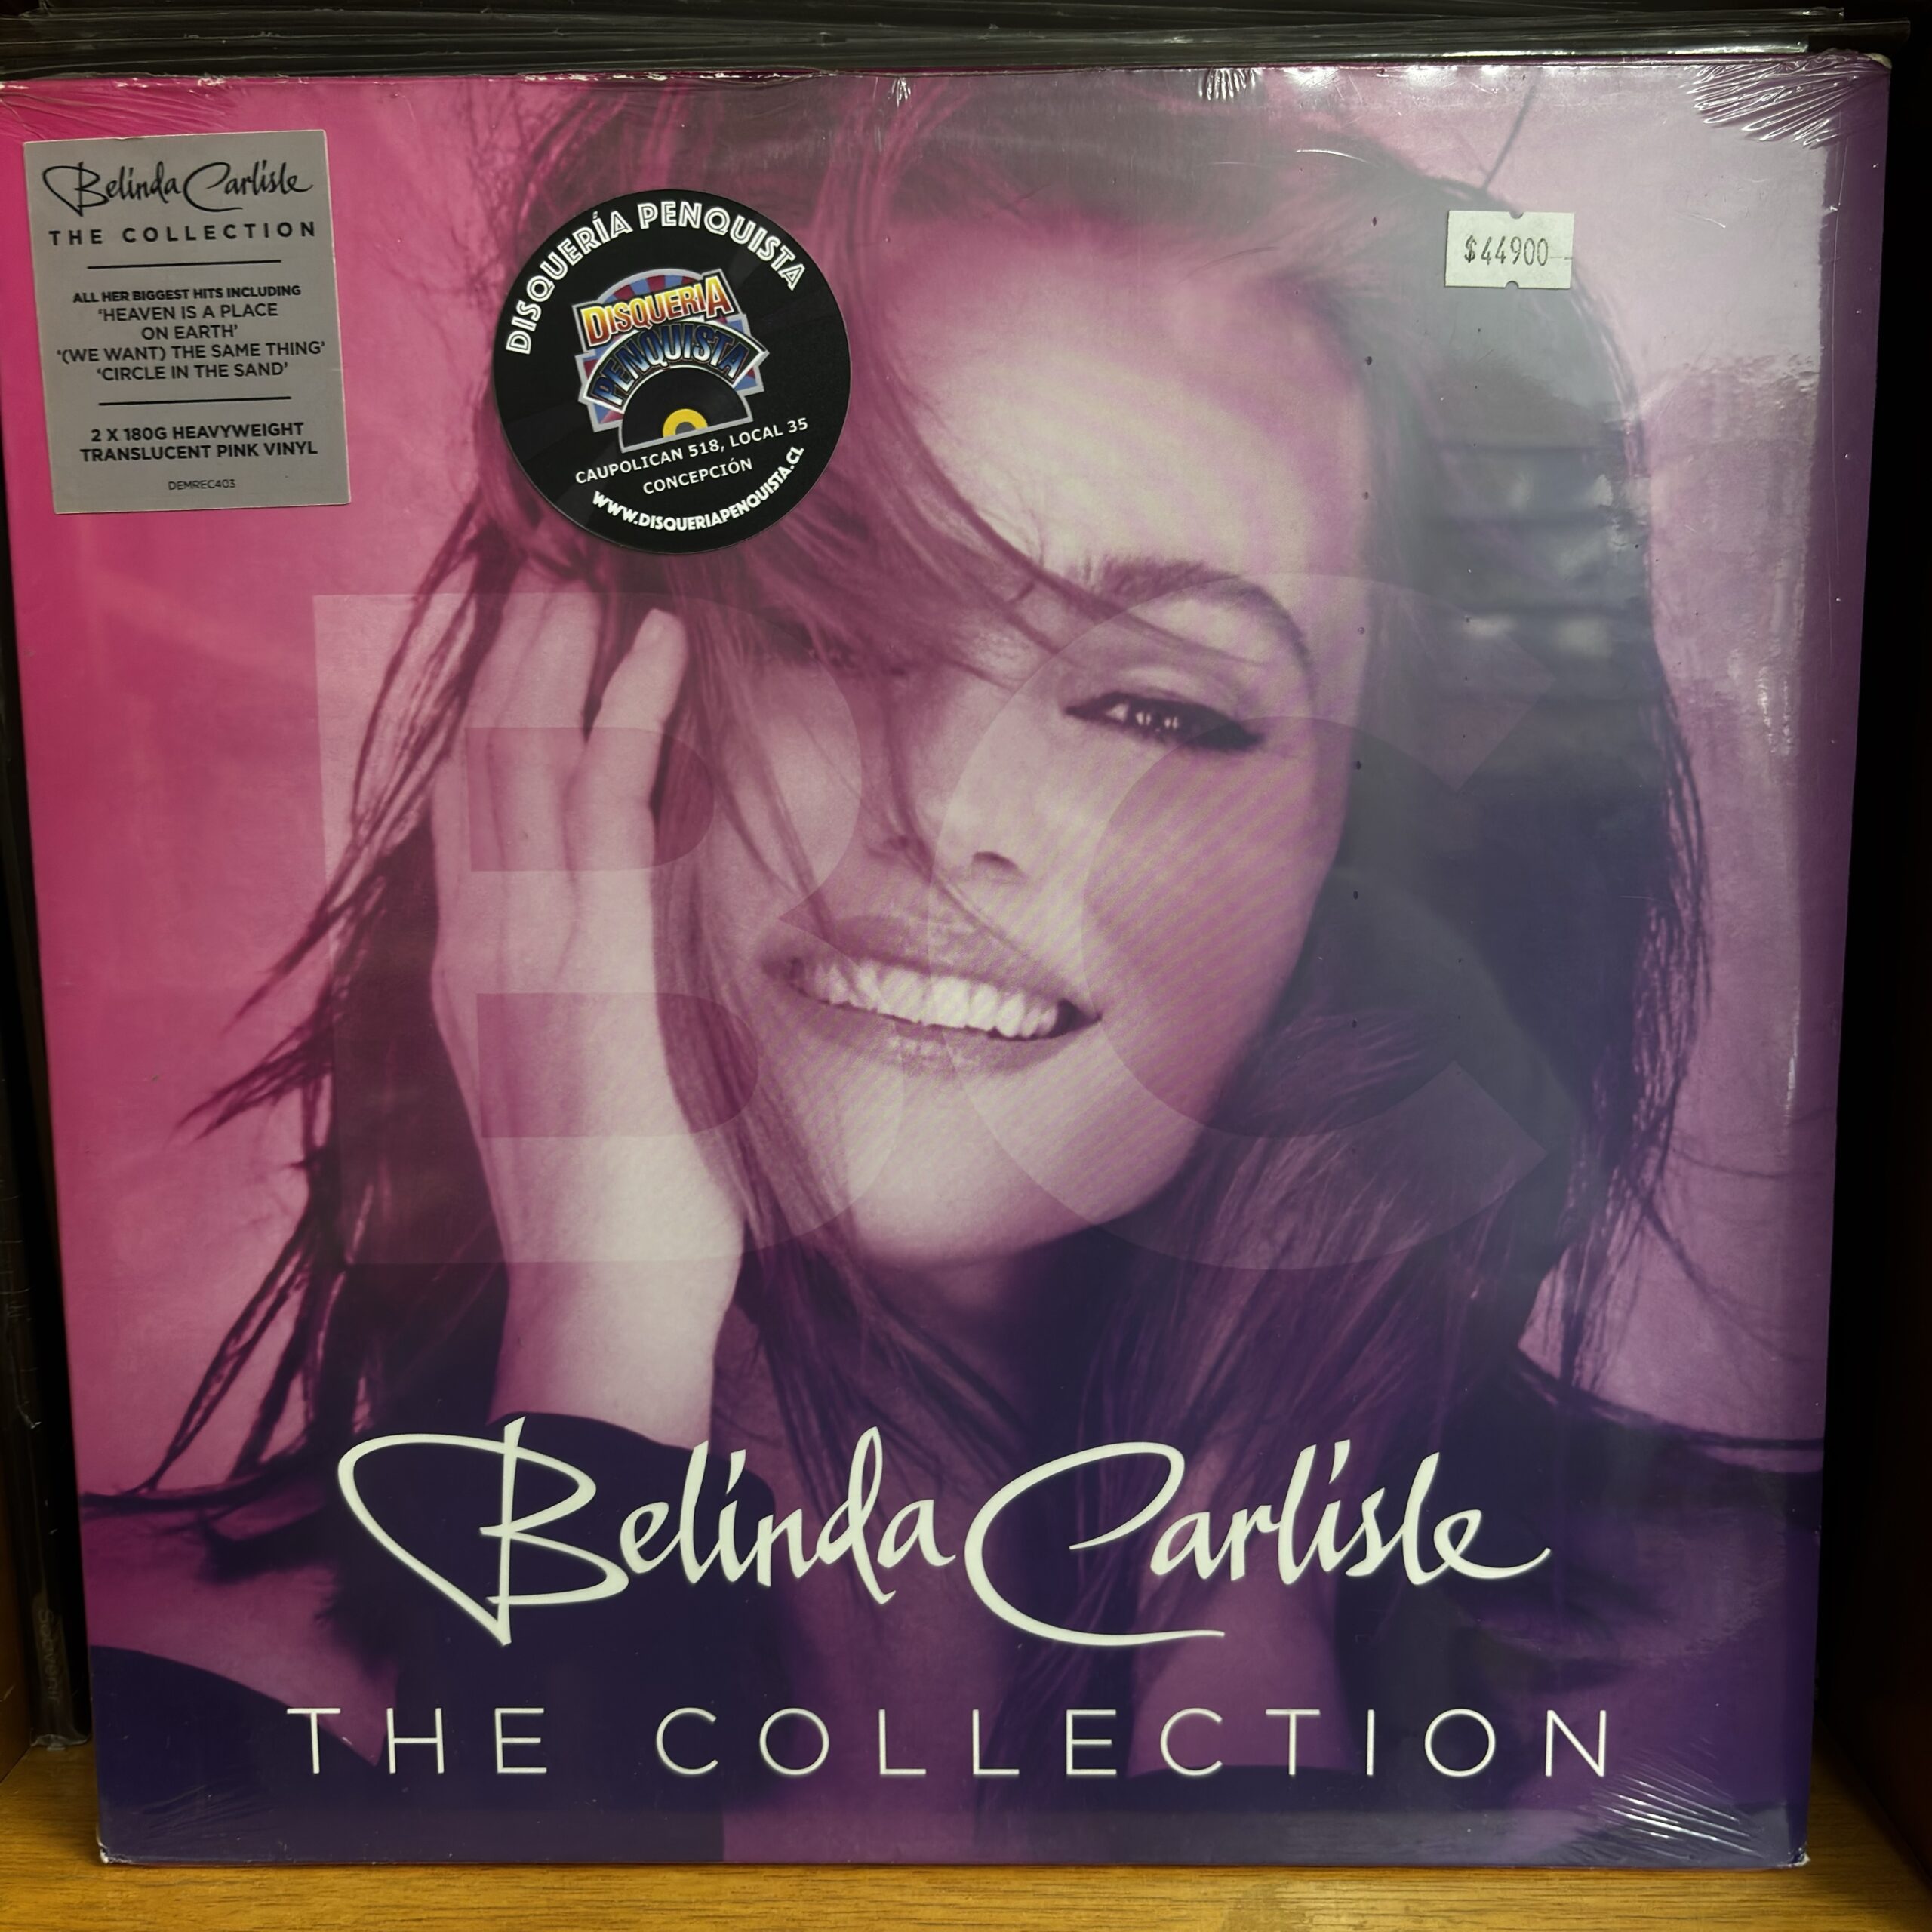 Belinda Carlisle
THE COLLECTION
ALL HER BIGGEST HITS INCLUDING
'HEAVEN IS A PLACE
ON EARTH'
'(WE WANT) THE SAME THING'
'CIRCLE IN THE SAND'
2 X 180G HEAVYWEIGHT
TRANSLUCENT PINK VINYL
DEMREC403
DISQUERÍA PENQUISTA
DISQUERIA
PENQUISTA
CAUPOLICAN 518, LOCAL 35
CONCEPCIÓN
WWW.DISQUERIAPENQUISTA.CL
$44900
BC
Belinda Carlisle
THE COLLECTION